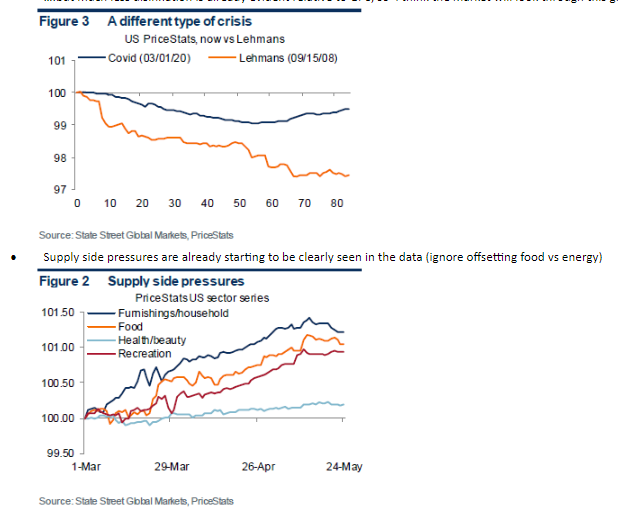 Figure 3 A different type of crisis
US PriceStats, now vs Lehmans
Covid (03/01/20) Lehmans (09/15/08)
101
100
99
98
97
0 10 20 30 40 50 60 70 80
Source: State Street Global Markets, PriceStats
• Supply side pressures are already starting to be clearly seen in the data (ignore offsetting food vs energy)
Figure 2 Supply side pressures
PriceStats US sector series
Furnishings/household
Food
Health/beauty
Recreation
101.50
101.00
100.50
100.00
99.50
1-Mar 29-Mar 26-Apr 24-May
Source: State Street Global Markets, PriceStats